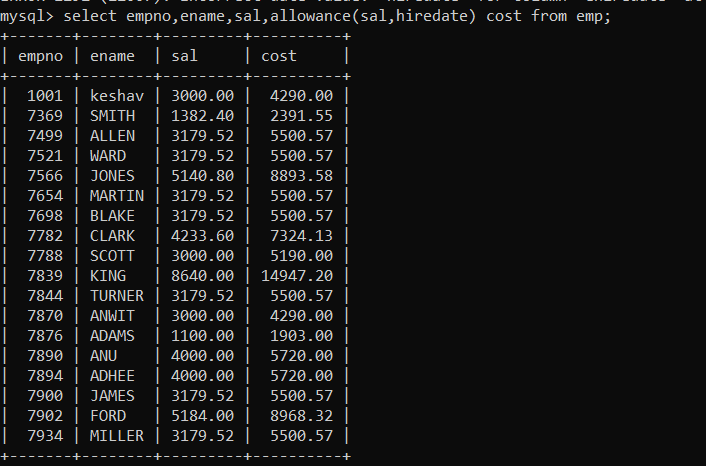 mysql> select empno,ename,sal,allowance(sal,hiredate) cost from emp;
+-------+--------+---------+----------+
| empno | ename  | sal     | cost     |
+-------+--------+---------+----------+
|  1001 | keshav | 3000.00 |  4290.00 |
|  7369 | SMITH  | 1382.40 |  2391.55 |
|  7499 | ALLEN  | 3179.52 |  5500.57 |
|  7521 | WARD   | 3179.52 |  5500.57 |
|  7566 | JONES  | 5140.80 |  8893.58 |
|  7654 | MARTIN | 3179.52 |  5500.57 |
|  7698 | BLAKE  | 3179.52 |  5500.57 |
|  7782 | CLARK  | 4233.60 |  7324.13 |
|  7788 | SCOTT  | 3000.00 |  5190.00 |
|  7839 | KING   | 8640.00 | 14947.20 |
|  7844 | TURNER | 3179.52 |  5500.57 |
|  7870 | ANWIT  | 3000.00 |  4290.00 |
|  7876 | ADAMS  | 1100.00 |  1903.00 |
|  7890 | ANU    | 4000.00 |  5720.00 |
|  7894 | ADHEE  | 4000.00 |  5720.00 |
|  7900 | JAMES  | 3179.52 |  5500.57 |
|  7902 | FORD   | 5184.00 |  8968.32 |
|  7934 | MILLER | 3179.52 |  5500.57 |
+-------+--------+---------+----------+